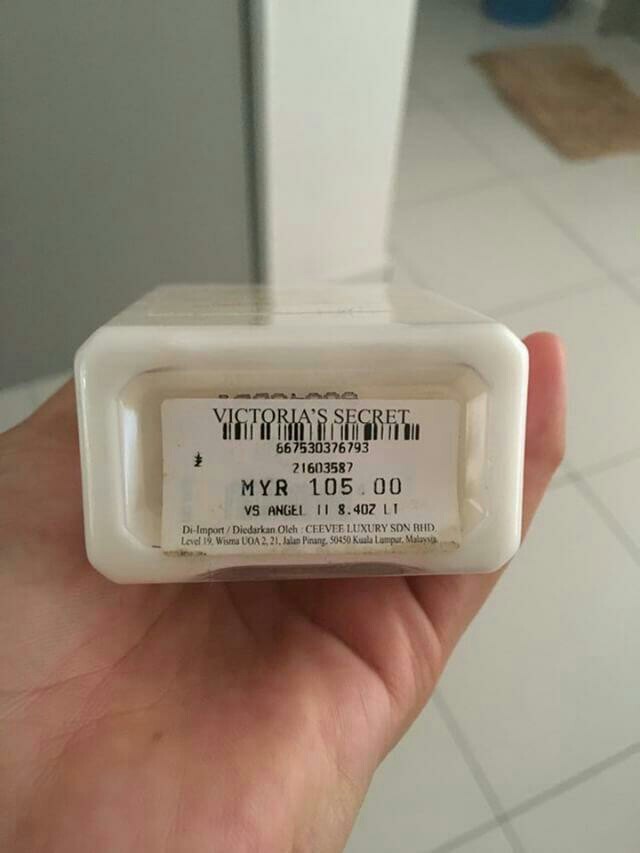 VICTORIA'S SECRET
667530376793
21603587
MYR 105.00
VS ANGEL II 8.4OZ LT
Di-Import / Diedarkan Oleh : CEEVEE LUXURY SDN BHD.
Level 19, Wisma UOA 2, 21, Jalan Pinang, 50450 Kuala Lumpur, Malaysia.